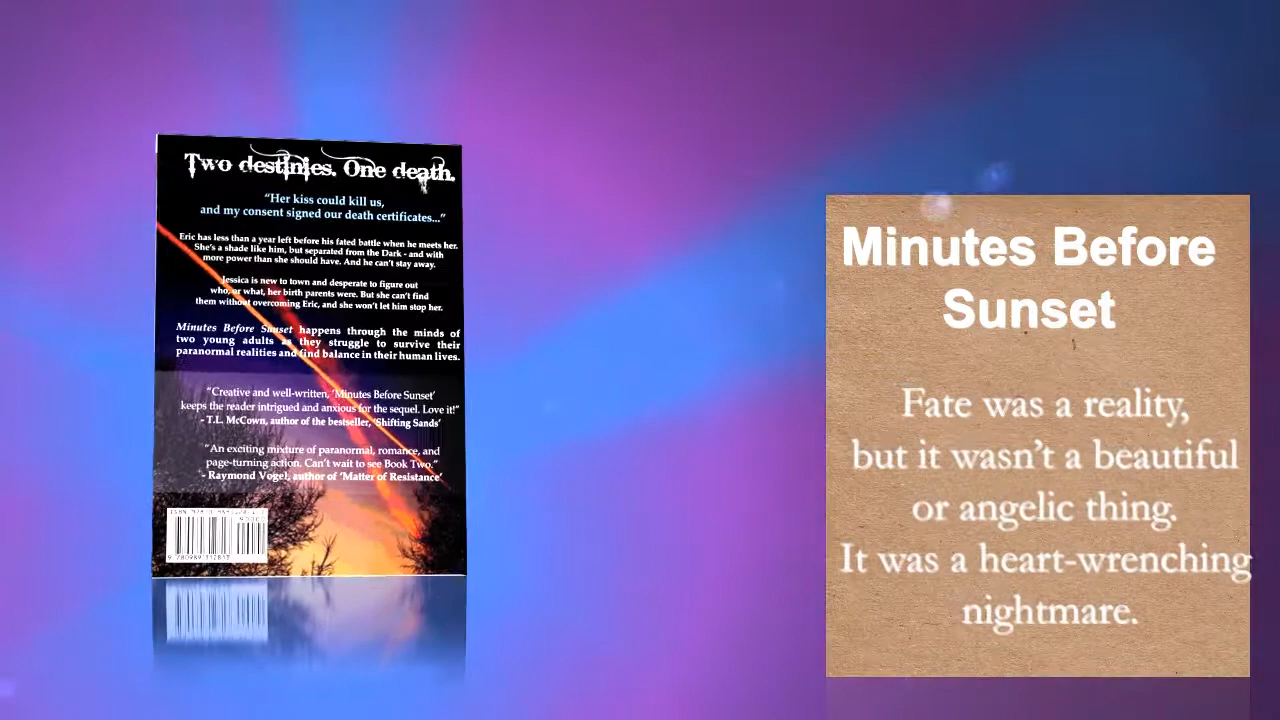 Two destinies. One death.
“Her kiss could kill us,
and my consent signed our death certificates...”
Eric has less than a year left before his fated battle when he meets her.
She’s a shade like him, but separated from the Dark - and with
more power than she should have. And he can’t stay away.
Jessica is new to town and desperate to figure out
who, or what, her birth parents were. But she can’t find
them without overcoming Eric, and she won’t let him stop her.
Minutes Before Sunset happens through the minds of
two young adults as they struggle to survive their
paranormal realities and find balance in their human lives.
“Creative and well-written, ‘Minutes Before Sunset’
keeps the reader intrigued and anxious for the sequel. Love it!”
- T.L. McCown, author of the bestseller, ‘Shifting Sands’
“An exciting mixture of paranormal, romance, and
page-turning action. Can’t wait to see Book Two.”
- Raymond Vogel, author of ‘Matter of Resistance’
Minutes Before
Sunset
Fate was a reality,
but it wasn’t a beautiful
or angelic thing.
It was a heart-wrenching
nightmare.